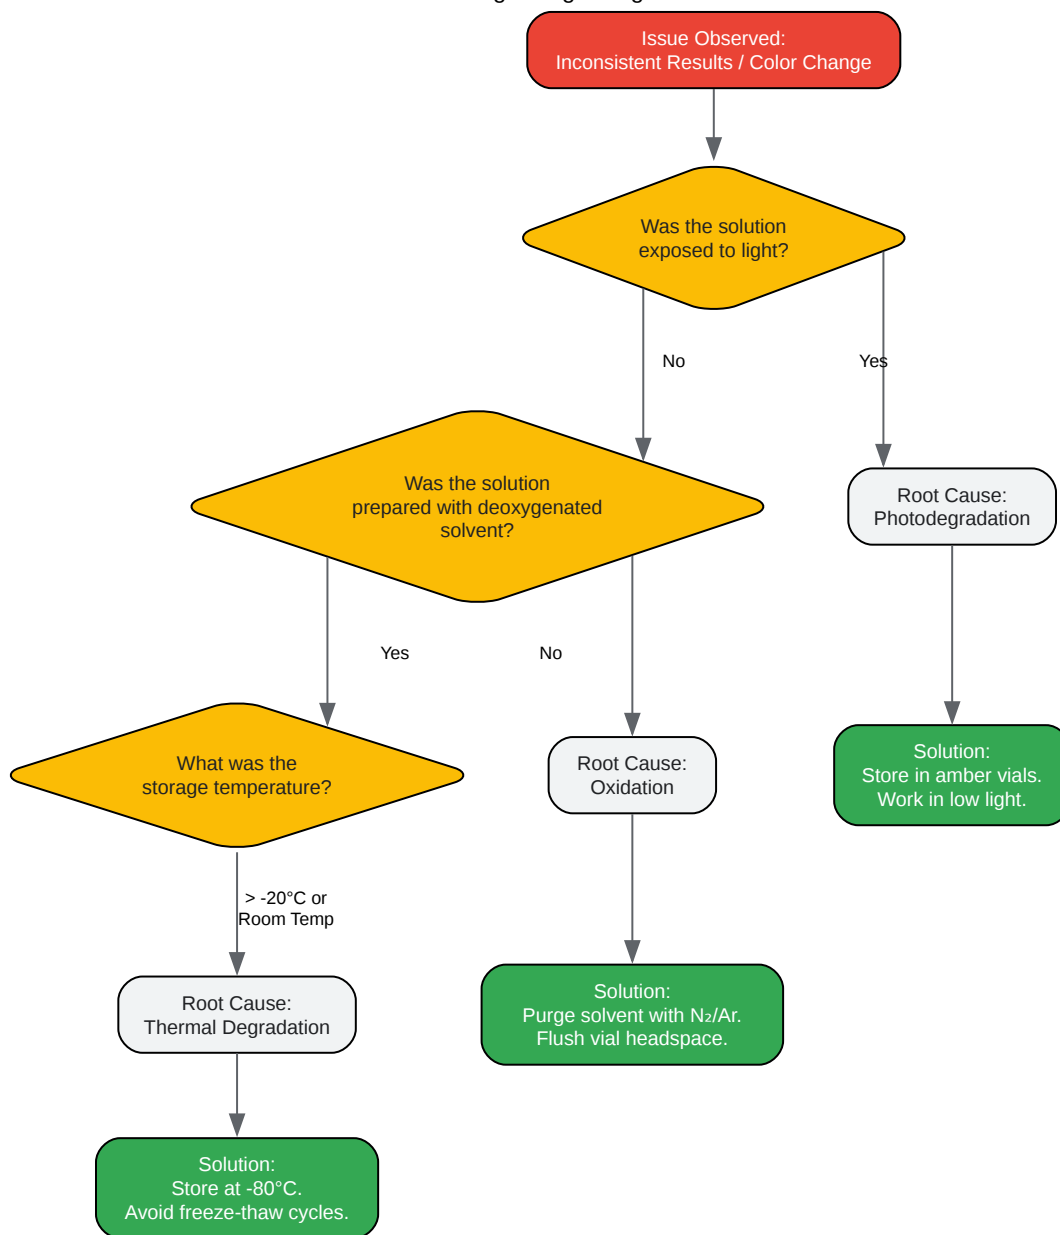 Issue Observed:
Inconsistent Results / Color Change
Was the solution
exposed to light?
No
Yes
Was the solution
prepared with deoxygenated
solvent?
Root Cause:
Photodegradation
Yes
No
What was the
storage temperature?
Root Cause:
Oxidation
Solution:
Store in amber vials.
Work in low light.
> -20°C or
Room Temp
Root Cause:
Thermal Degradation
Solution:
Purge solvent with N₂/Ar.
Flush vial headspace.
Solution:
Store at -80°C.
Avoid freeze-thaw cycles.